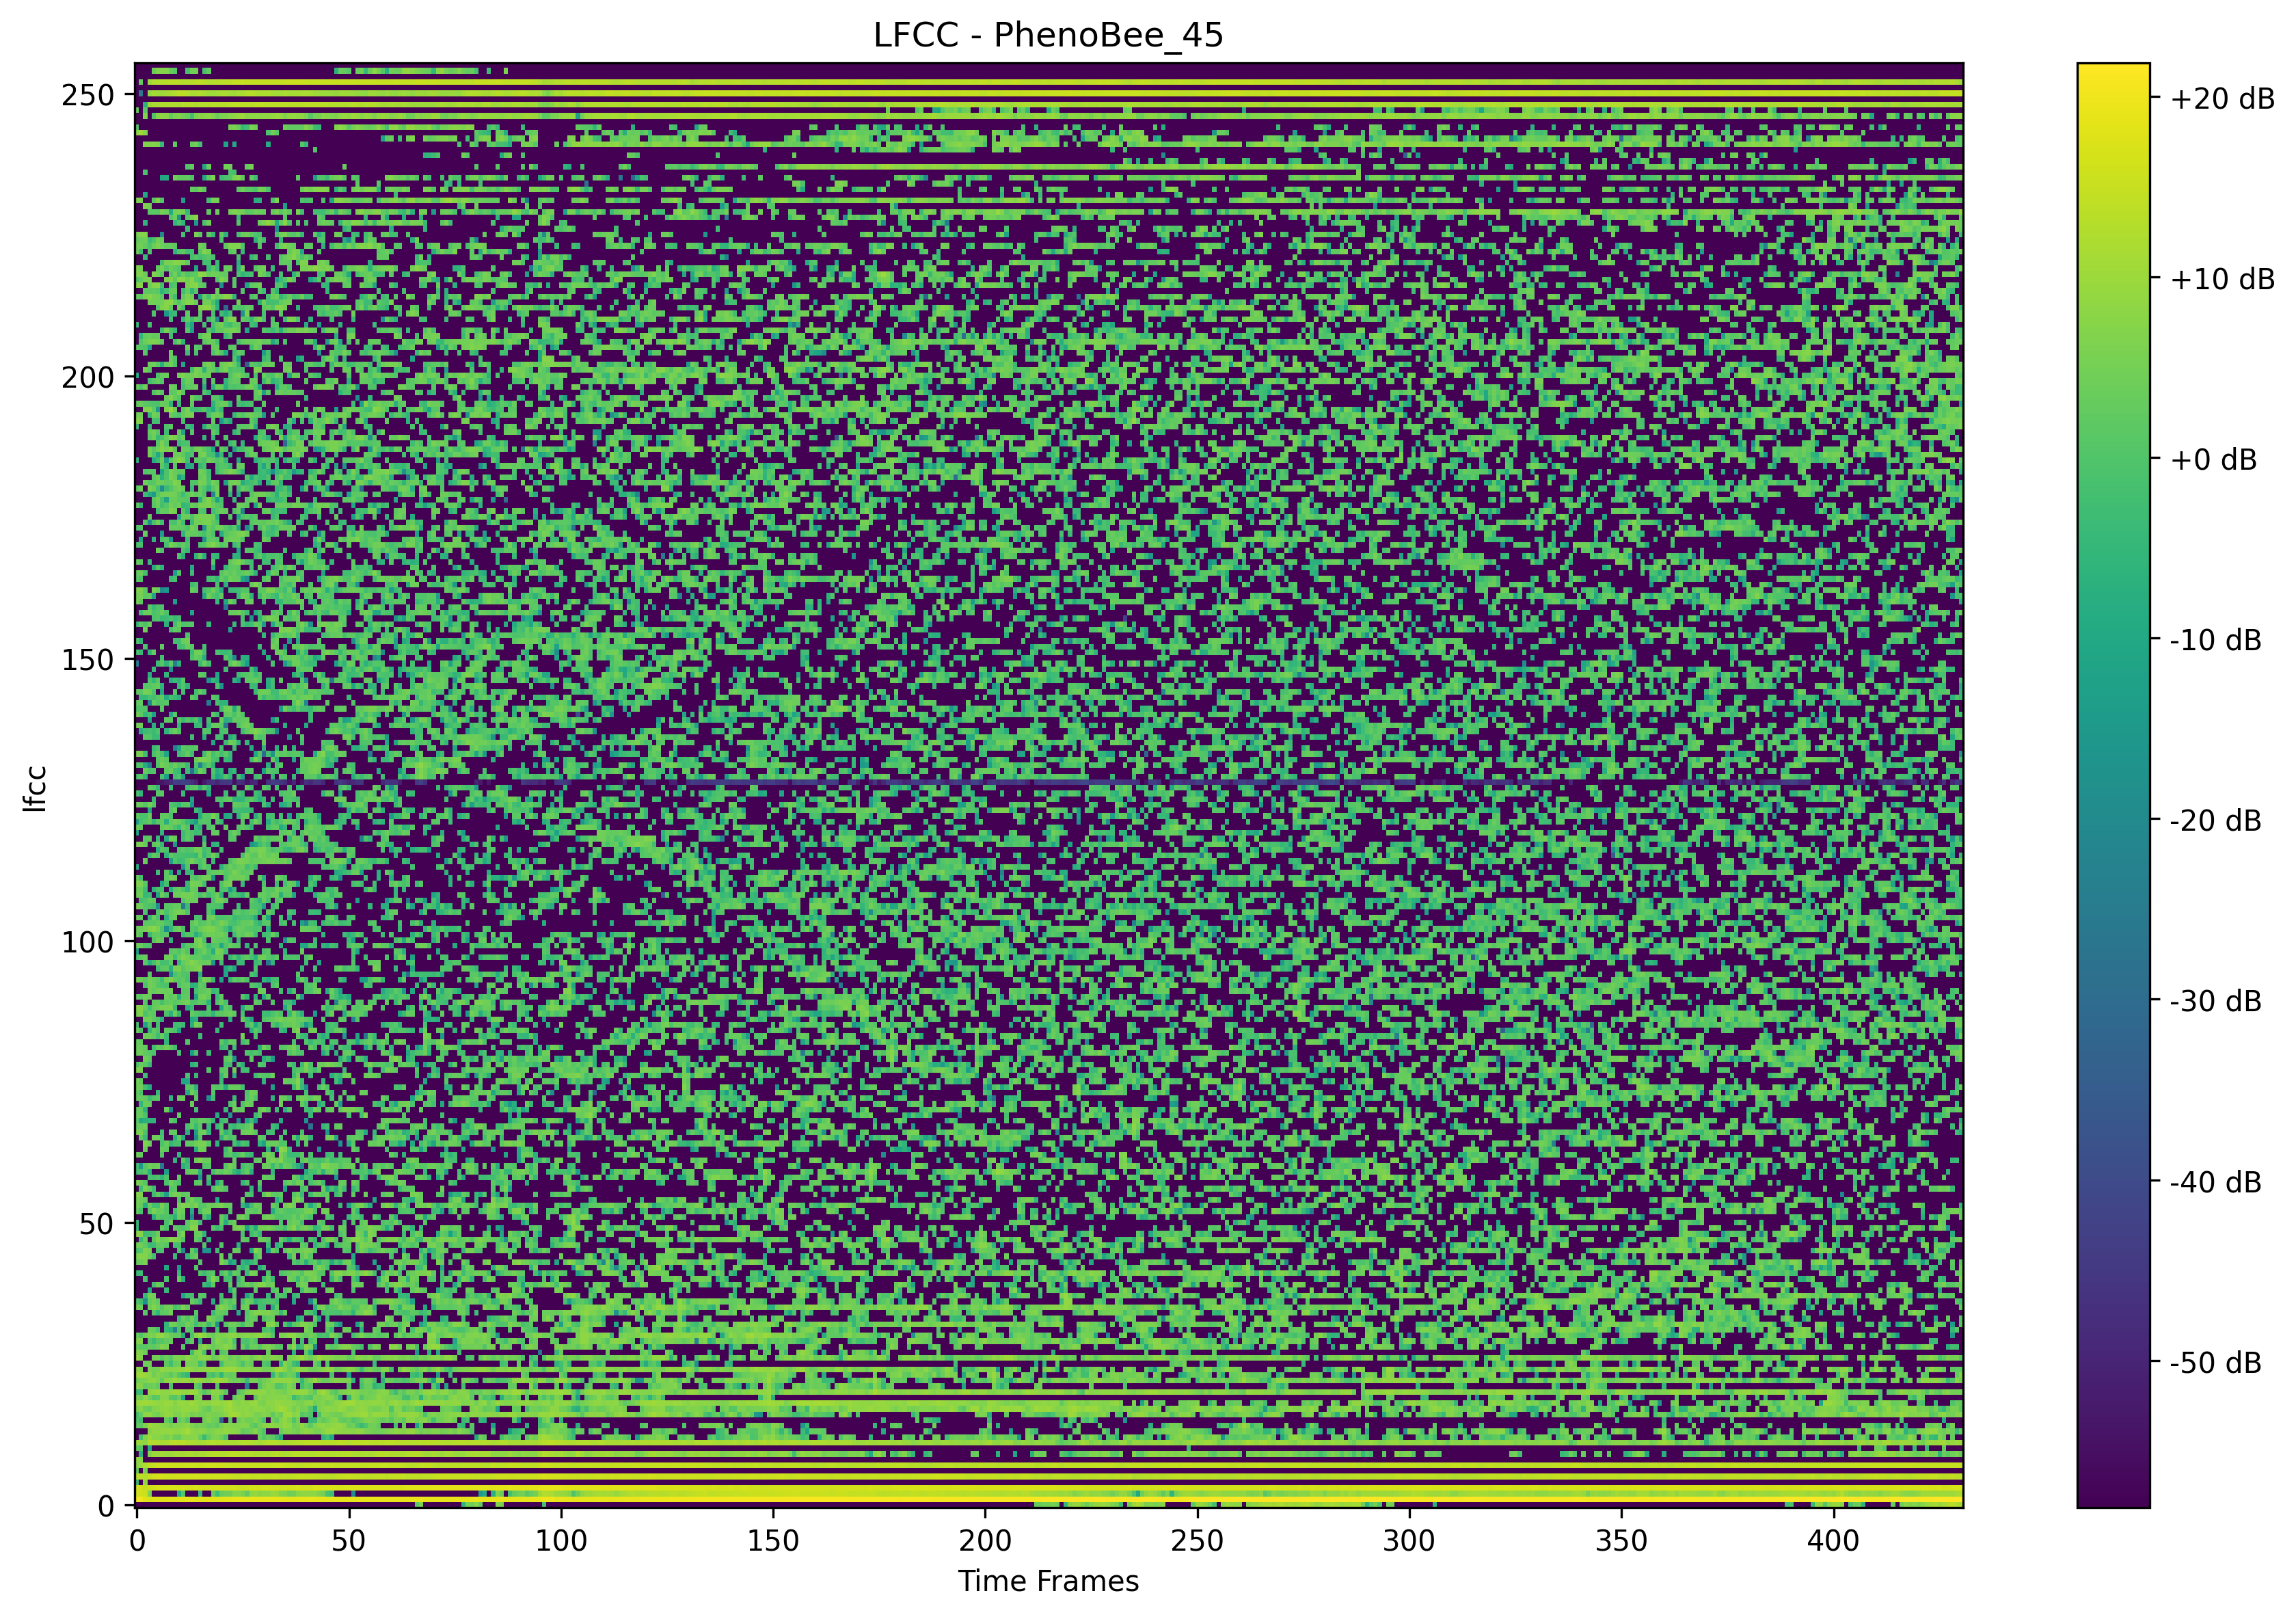 LFCC - PhenoBee_45
250
200
150
100
50
0
lfcc
0 50 100 150 200 250 300 350 400
Time Frames
+20 dB
+10 dB
+0 dB
-10 dB
-20 dB
-30 dB
-40 dB
-50 dB